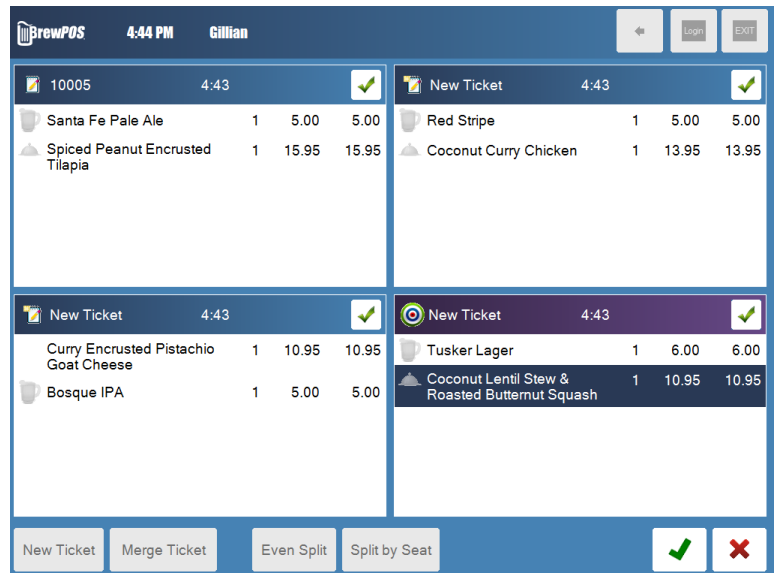 BrewPOS 4:44 PM Gillian Login EXIT
10005 4:43
Santa Fe Pale Ale 1 5.00 5.00
Spiced Peanut Encrusted 1 15.95 15.95
Tilapia
New Ticket 4:43
Red Stripe 1 5.00 5.00
Coconut Curry Chicken 1 13.95 13.95
New Ticket 4:43
Curry Encrusted Pistachio 1 10.95 10.95
Goat Cheese
Bosque IPA 1 5.00 5.00
New Ticket 4:43
Tusker Lager 1 6.00 6.00
Coconut Lentil Stew & 1 10.95 10.95
Roasted Butternut Squash
New Ticket Merge Ticket Even Split Split by Seat